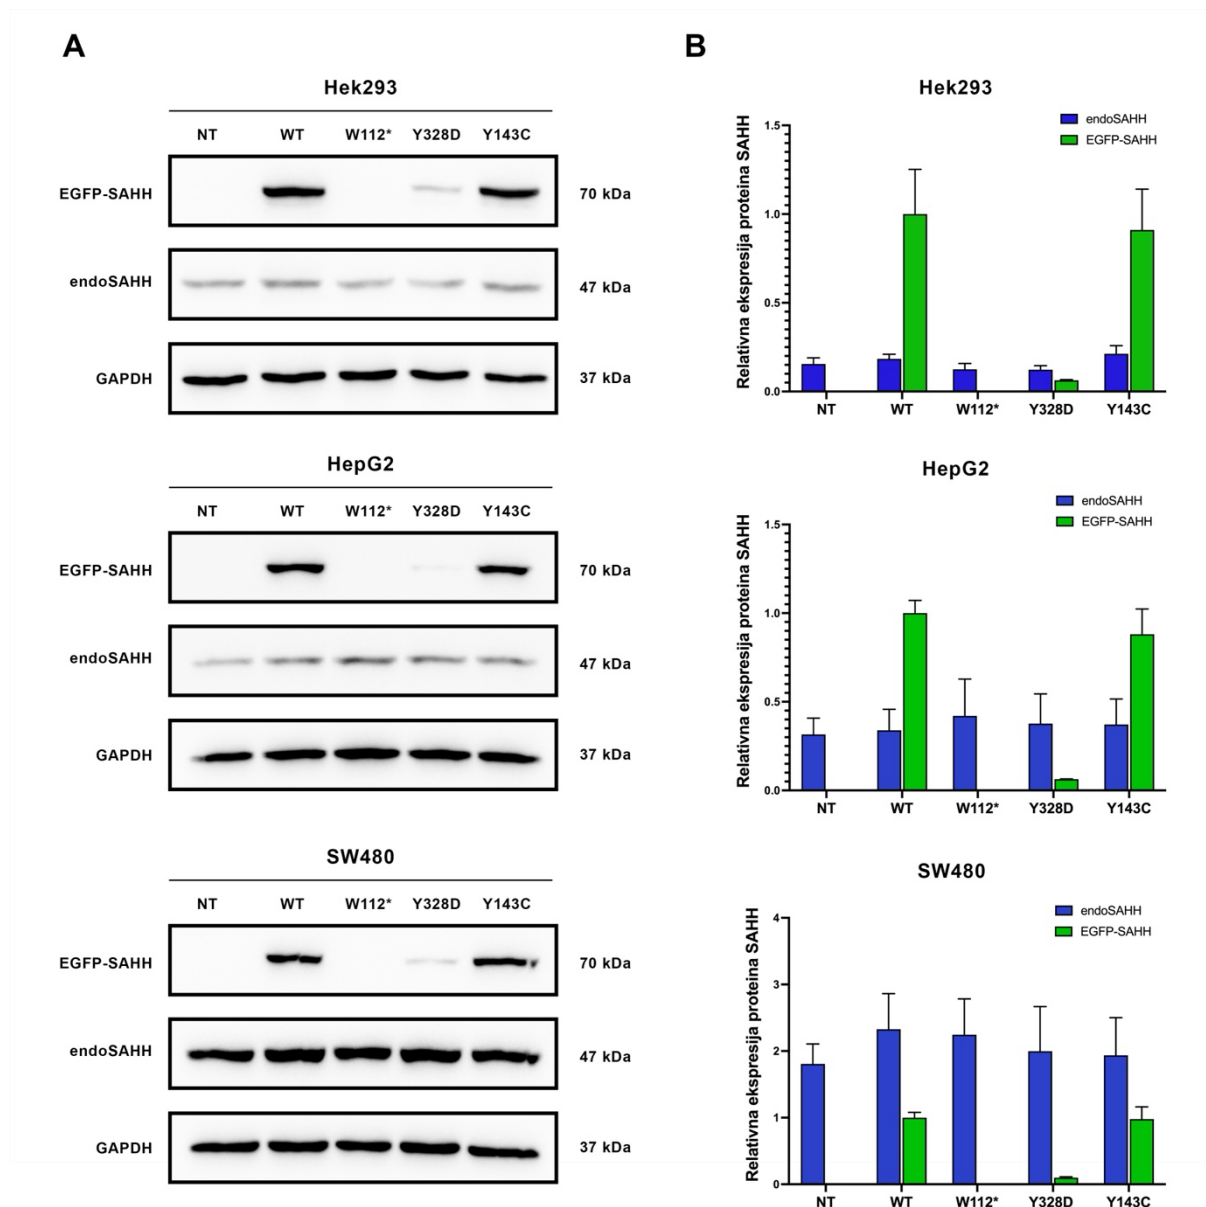 A
Hek293
NT WT W112* Y328D Y143C
EGFP-SAHH 70 kDa
endoSAHH 47 kDa
GAPDH 37 kDa
HepG2
NT WT W112* Y328D Y143C
EGFP-SAHH 70 kDa
endoSAHH 47 kDa
GAPDH 37 kDa
SW480
NT WT W112* Y328D Y143C
EGFP-SAHH 70 kDa
endoSAHH 47 kDa
GAPDH 37 kDa
B
Hek293
endoSAHH
EGFP-SAHH
Relativna ekspresija proteina SAHH
1.5
1.0
0.5
0.0
NT WT W112* Y328D Y143C
HepG2
endoSAHH
EGFP-SAHH
Relativna ekspresija proteina SAHH
1.5
1.0
0.5
0.0
NT WT W112* Y328D Y143C
SW480
endoSAHH
EGFP-SAHH
Relativna ekspresija proteina SAHH
4
3
2
1
0
NT WT W112* Y328D Y143C